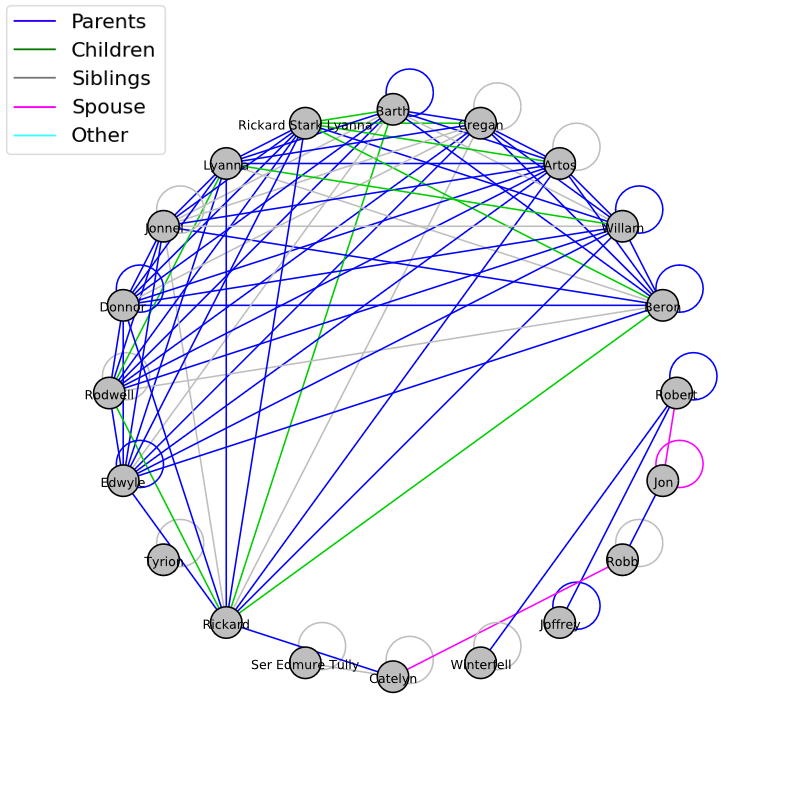 Parents
Children
Siblings
Spouse
Other
Barth
Rickard Stark Lyanna
Cregan
Lyanna
Artos
Jonnel
Willam
Donnor
Beron
Rodwell
Robert
Edwyle
Jon
Tyrion
Robb
Rickard
Joffrey
Ser Edmure Tully
Catelyn
Winterfell